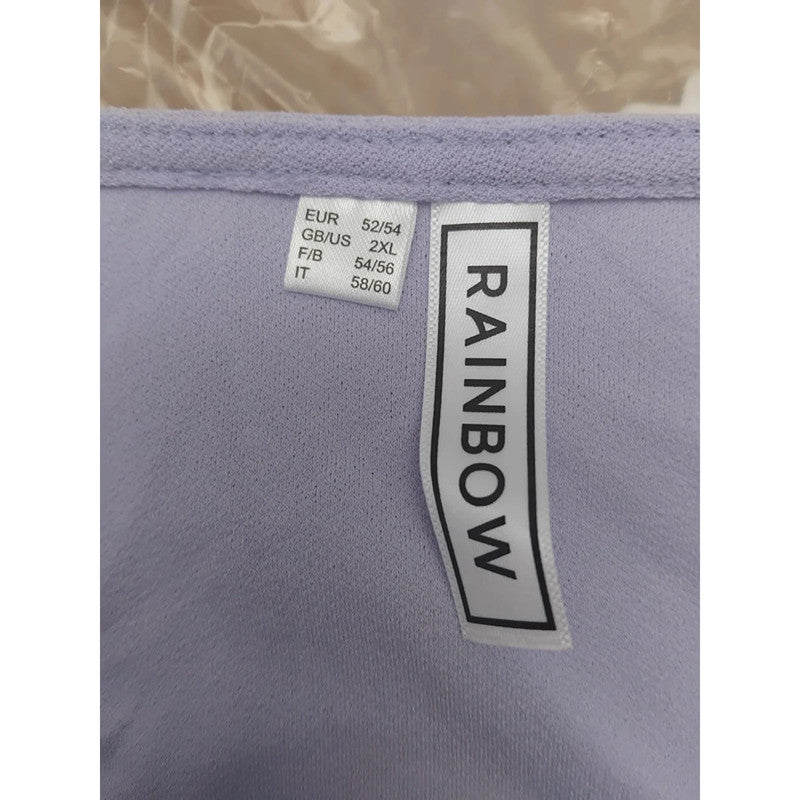 EUR 52/54
GB/US 2XL
F/B 54/56
IT 58/60
RAINBOW